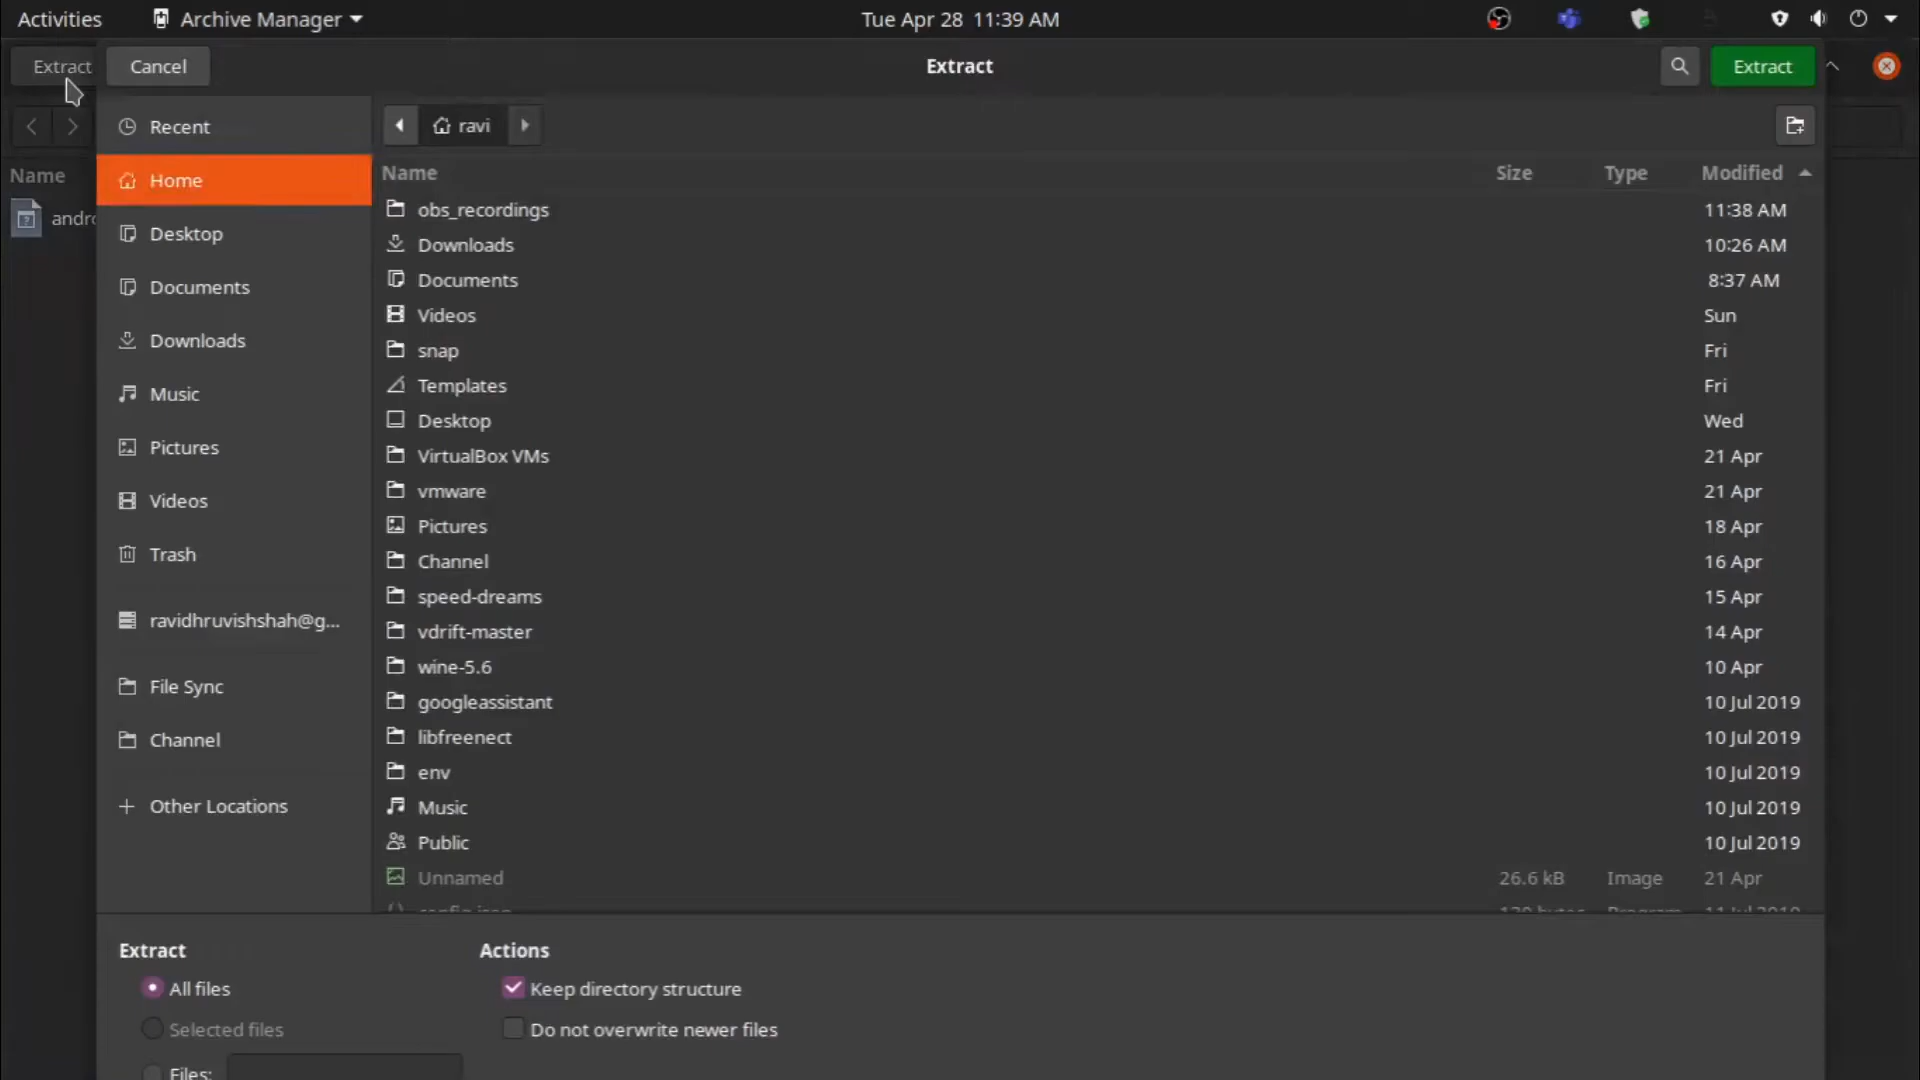 Activities Archive Manager Tue Apr 28 11:39 AM
Extract Cancel Extract Extract
Recent ravi
Name Name Size Type Modified
Home
andro
obs_recordings 11:38 AM
Desktop
Downloads 10:26 AM
Documents
Documents 8:37 AM
Videos Sun
Downloads
snap Fri
Music
Templates Fri
Desktop Wed
Pictures
VirtualBox VMs 21 Apr
Videos
vmware 21 Apr
Pictures 18 Apr
Trash
Channel 16 Apr
speed-dreams 15 Apr
ravidhruvishshah@g...
vdrift-master 14 Apr
wine-5.6 10 Apr
File Sync
googleassistant 10 Jul 2019
Channel
libfreenect 10 Jul 2019
env 10 Jul 2019
Other Locations
Music 10 Jul 2019
Public 10 Jul 2019
Unnamed 26.6 kB Image 21 Apr
Extract Actions
All files Keep directory structure
Selected files Do not overwrite newer files
Files: